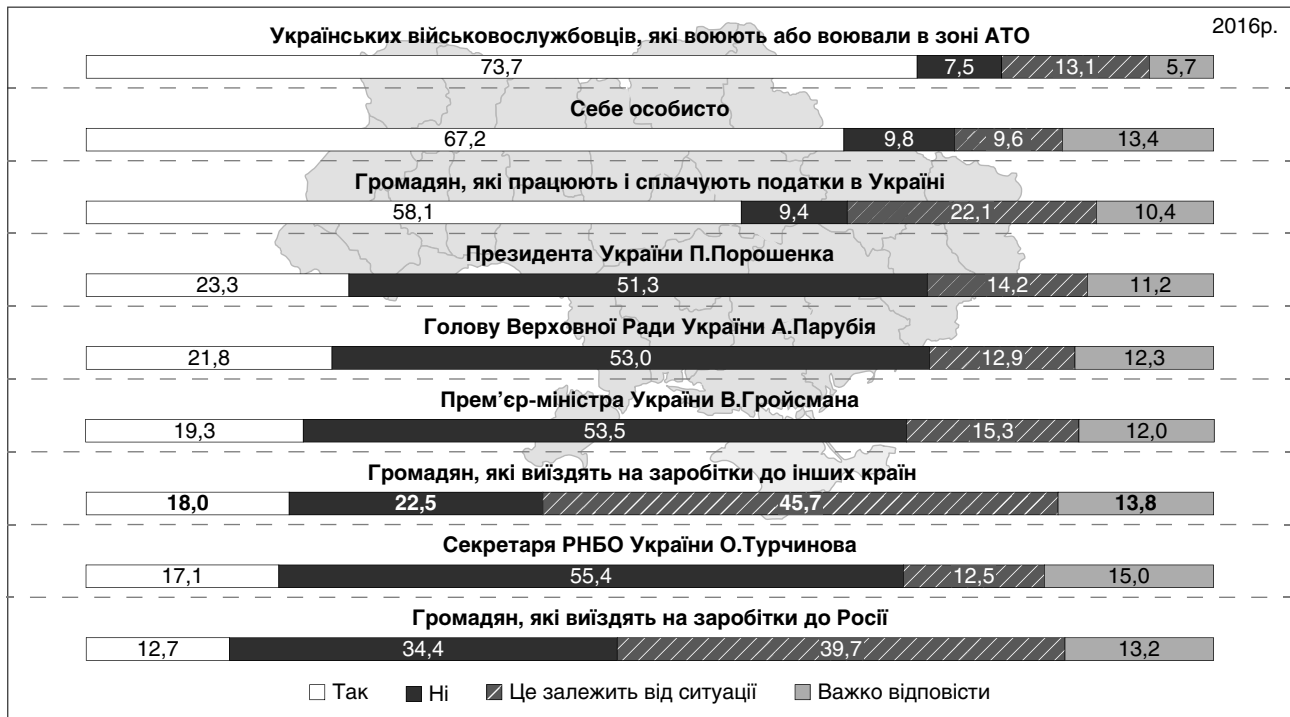 2016р.
Українських військовослужбовців, які воюють або воювали в зоні АТО
73,7 7,5 13,1 5,7
Себе особисто
67,2 9,8 9,6 13,4
Громадян, які працюють і сплачують податки в Україні
58,1 9,4 22,1 10,4
Президента України П.Порошенка
23,3 51,3 14,2 11,2
Голову Верховної Ради України А.Парубія
21,8 53,0 12,9 12,3
Прем’єр-міністра України В.Гройсмана
19,3 53,5 15,3 12,0
Громадян, які виїздять на заробітки до інших країн
18,0 22,5 45,7 13,8
Секретаря РНБО України О.Турчинова
17,1 55,4 12,5 15,0
Громадян, які виїздять на заробітки до Росії
12,7 34,4 39,7 13,2
Так Ні Це залежить від ситуації Важко відповісти